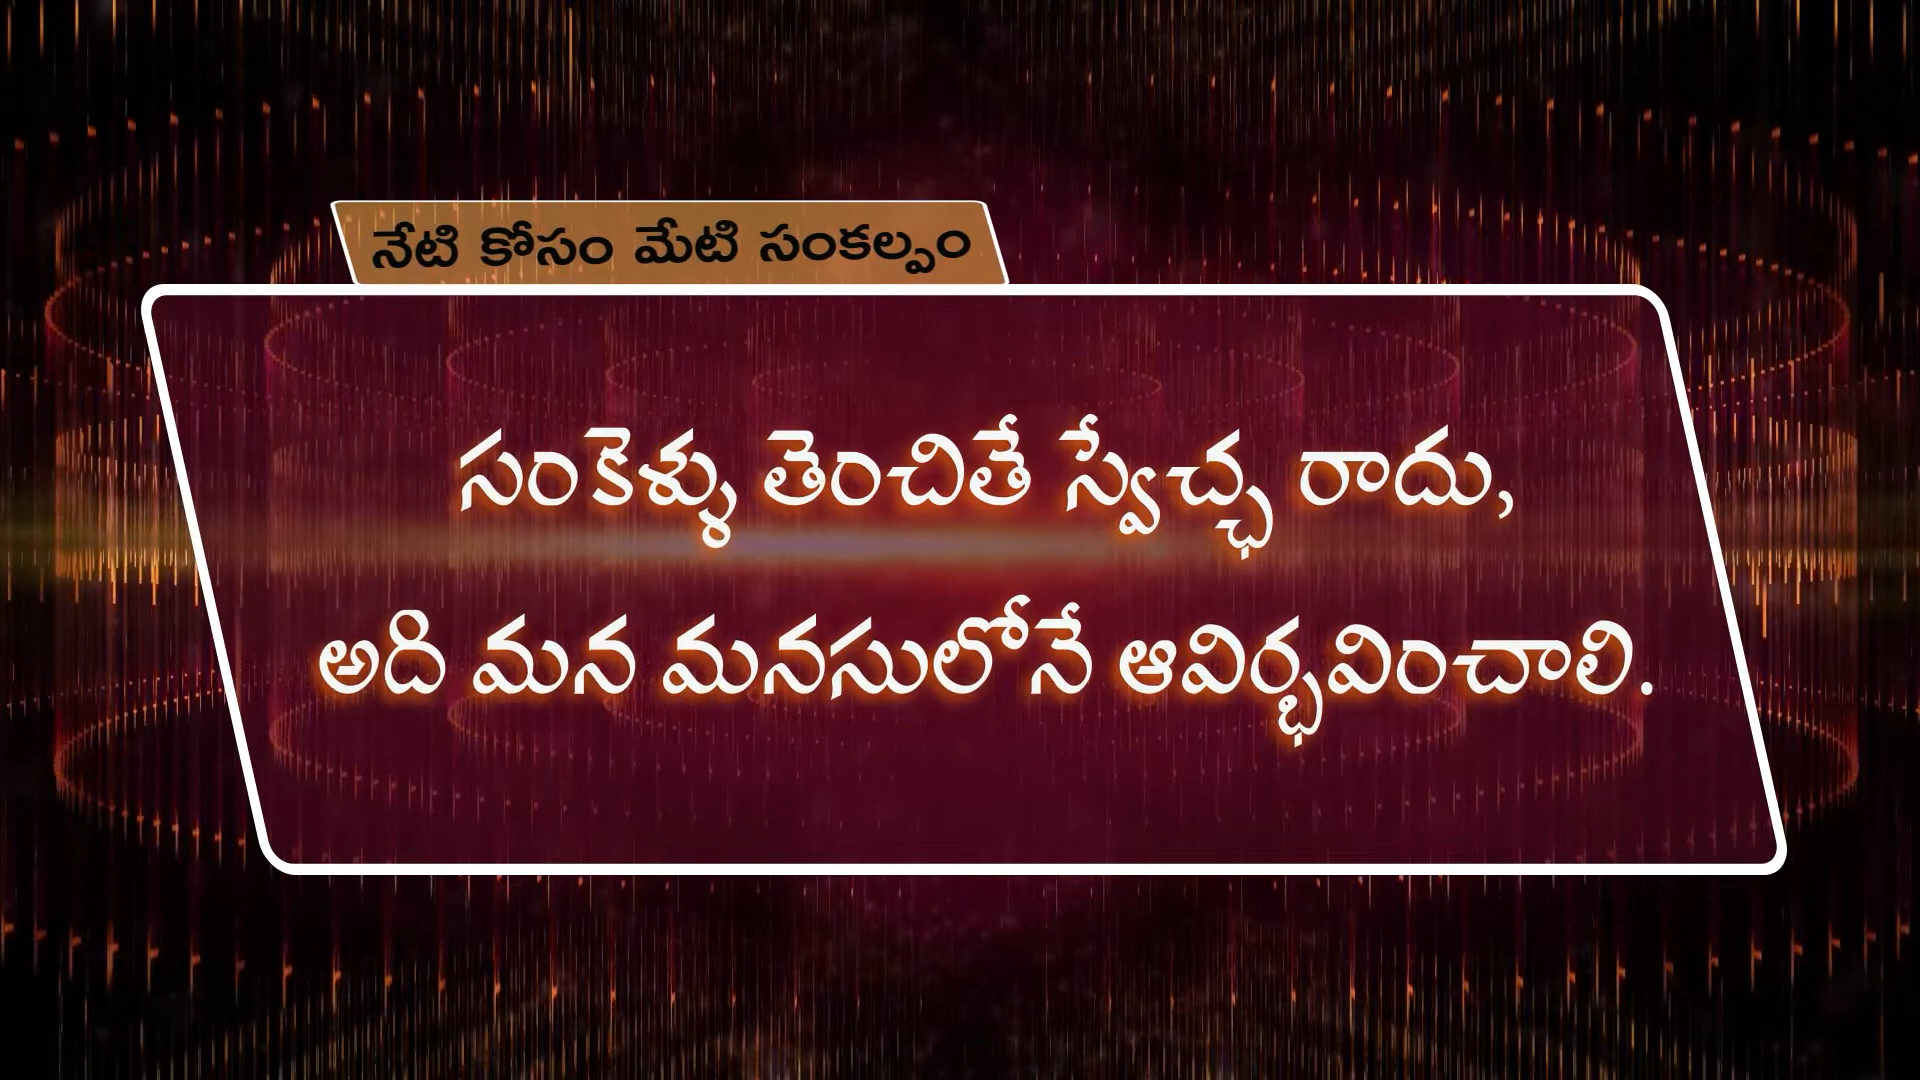 నేటి కోసం మేటి సంకల్పం
సంకెళ్ళు తెంచితే స్వేచ్ఛ రాదు,
అది మన మనసులోనే ఆవిర్భవించాలి.